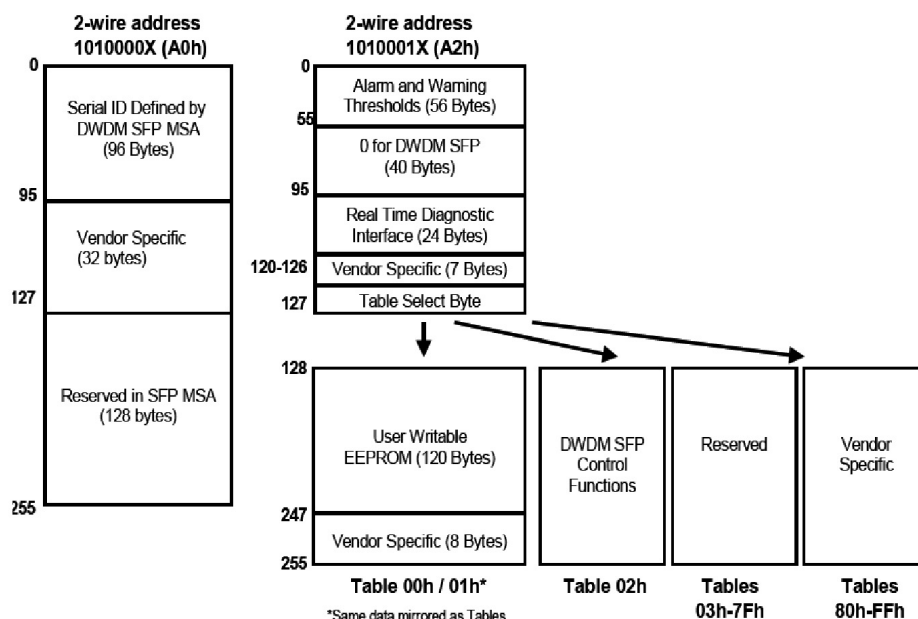 2-wire address
1010000X (A0h)
0
Serial ID Defined by
DWDM SFP MSA
(96 Bytes)
95
Vendor Specific
(32 bytes)
127
Reserved in SFP MSA
(128 bytes)
255
2-wire address
1010001X (A2h)
0
Alarm and Warning
Thresholds (56 Bytes)
55
0 for DWDM SFP
(40 Bytes)
95
Real Time Diagnostic
Interface (24 Bytes)
120-126
Vendor Specific (7 Bytes)
127
Table Select Byte
128
User Writable
EEPROM (120 Bytes)
247
Vendor Specific (8 Bytes)
255
Table 00h / 01h*
*Same data mirrored as Tables
DWDM SFP
Control
Functions
Table 02h
Reserved
Tables
03h-7Fh
Vendor
Specific
Tables
80h-FFh